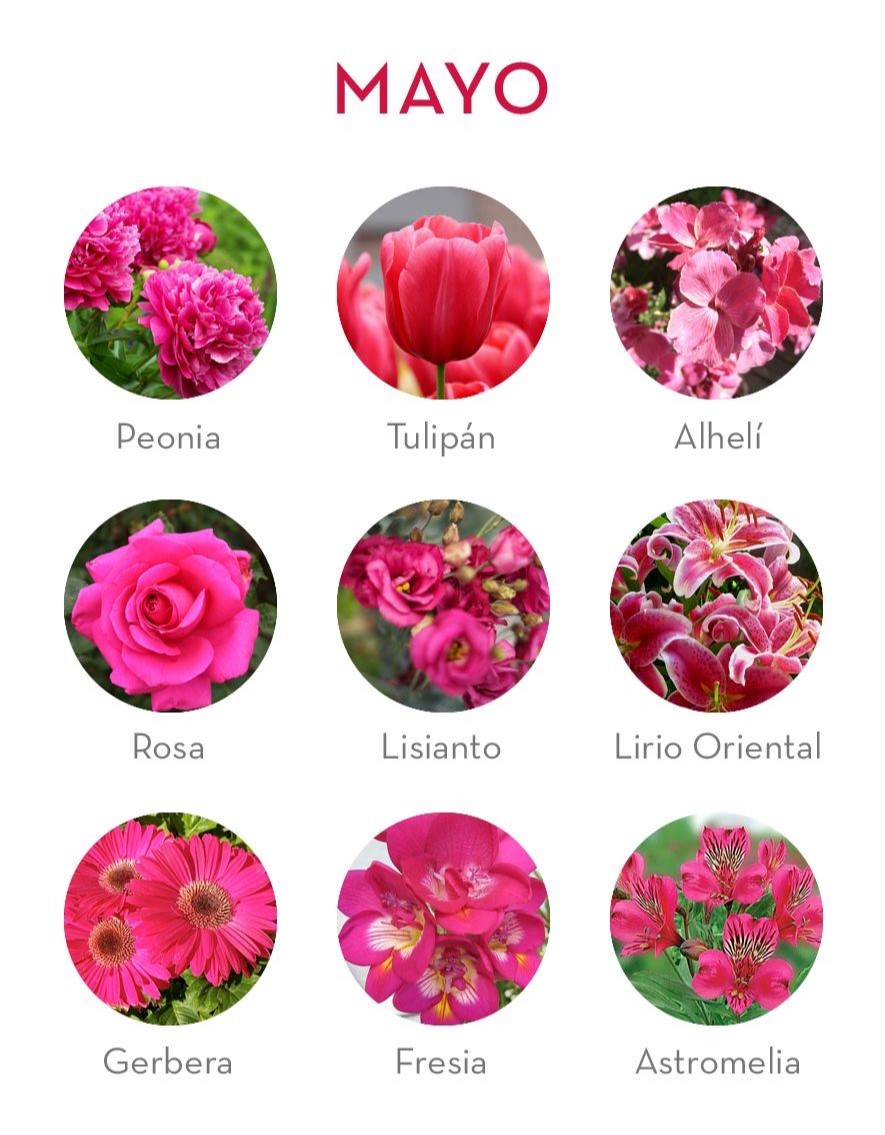 MAYO
Peonia
Tulipán
Alhelí
Rosa
Lisianto
Lirio Oriental
Gerbera
Fresia
Astromelia